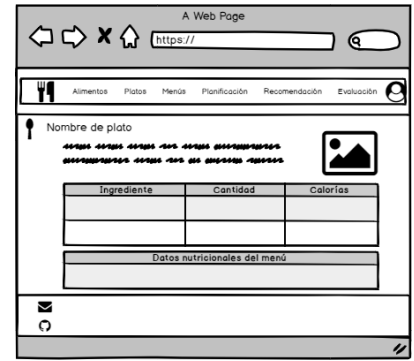 A Web Page
https://
Alimentos Platos Menús Planificación Recomendación Evaluación
Nombre de plato
Ingrediente Cantidad Calorías
Datos nutricionales del menú